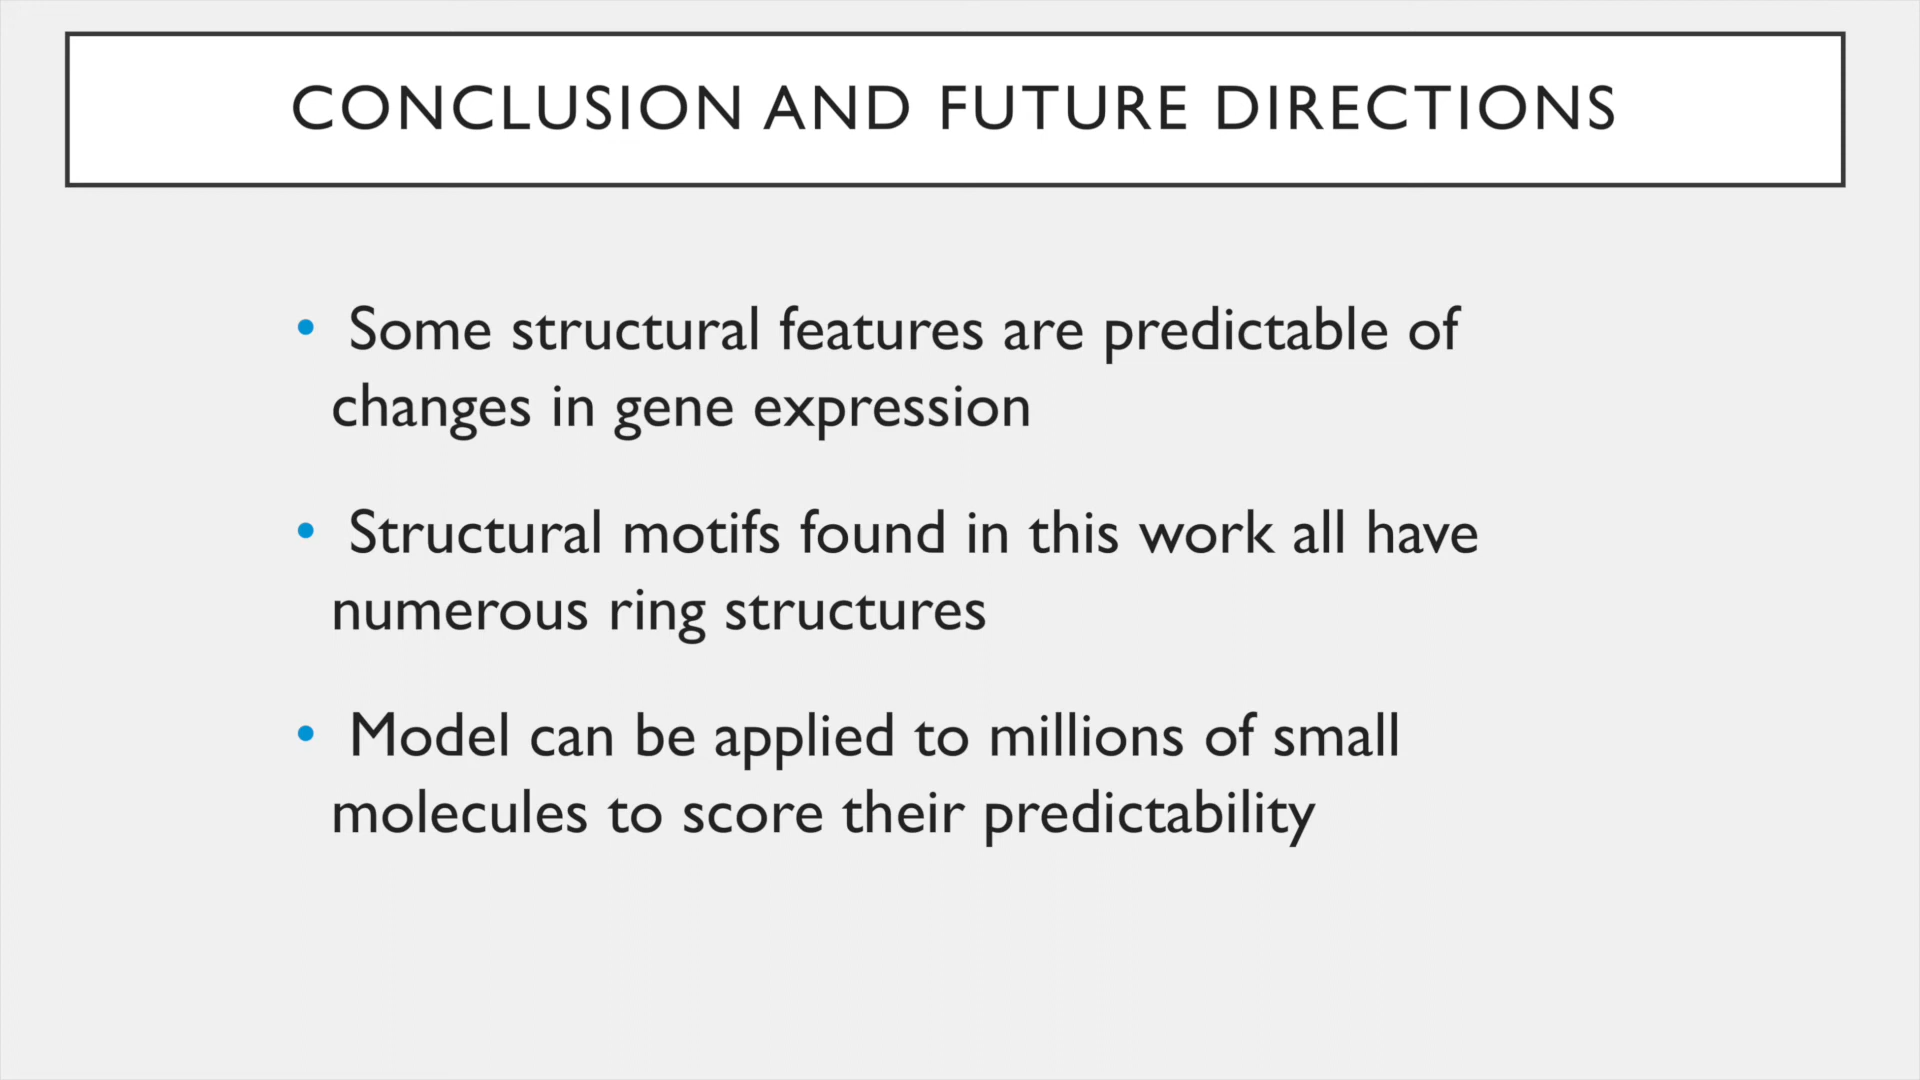 CONCLUSION AND FUTURE DIRECTIONS
• Some structural features are predictable of
changes in gene expression
• Structural motifs found in this work all have
numerous ring structures
• Model can be applied to millions of small
molecules to score their predictability